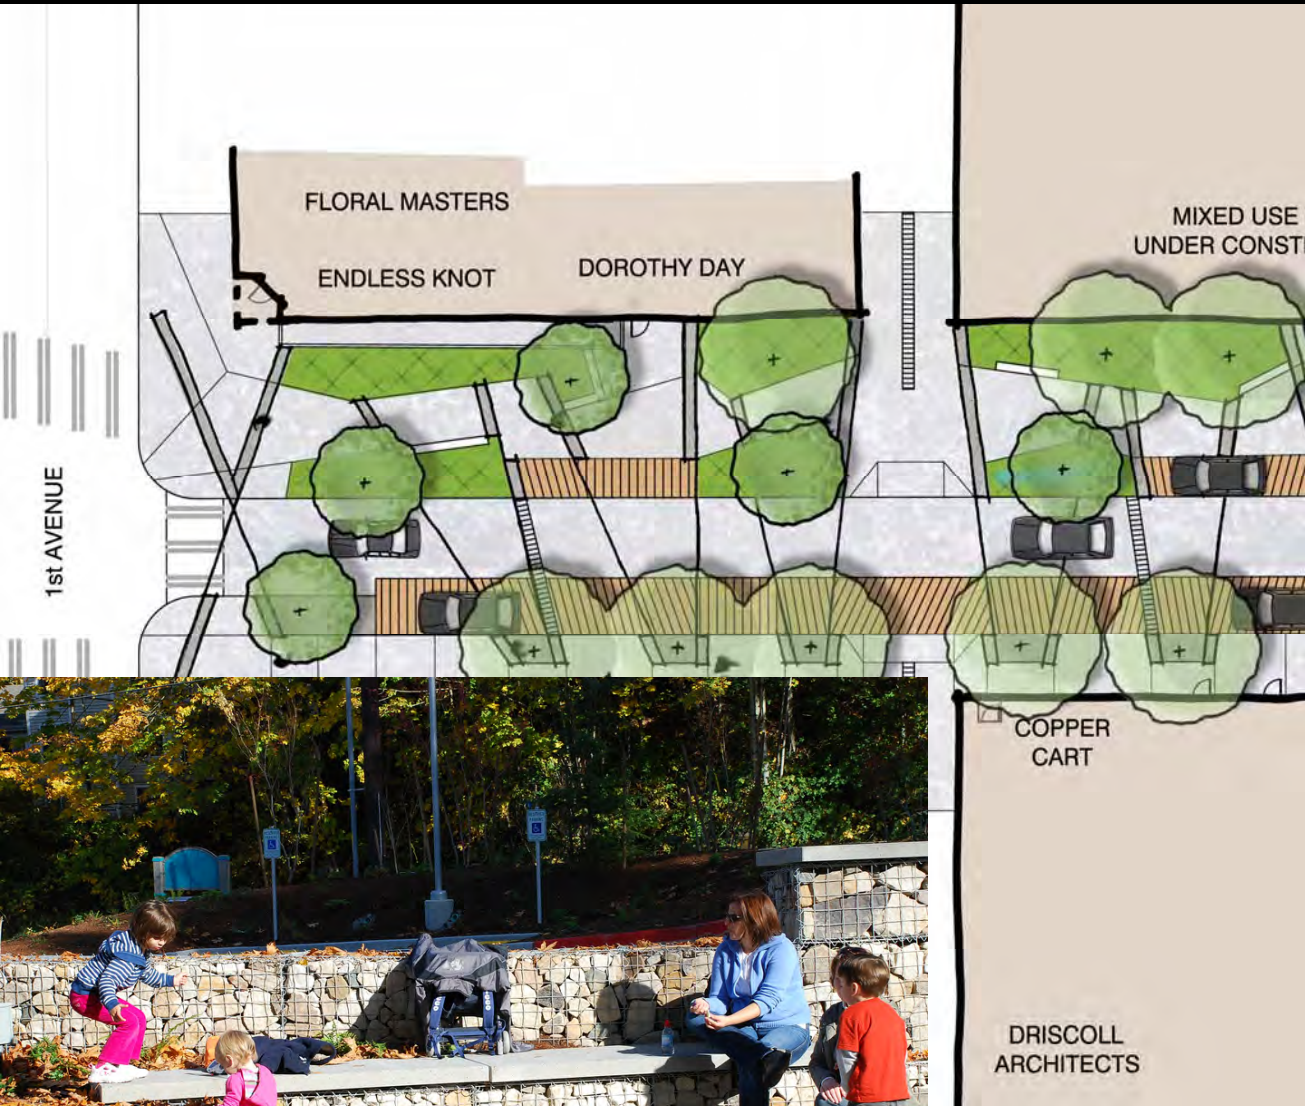 FLORAL MASTERS
ENDLESS KNOT
DOROTHY DAY
MIXED USE
UNDER CONST
1st AVENUE
COPPER
CART
DRISCOLL
ARCHITECTS